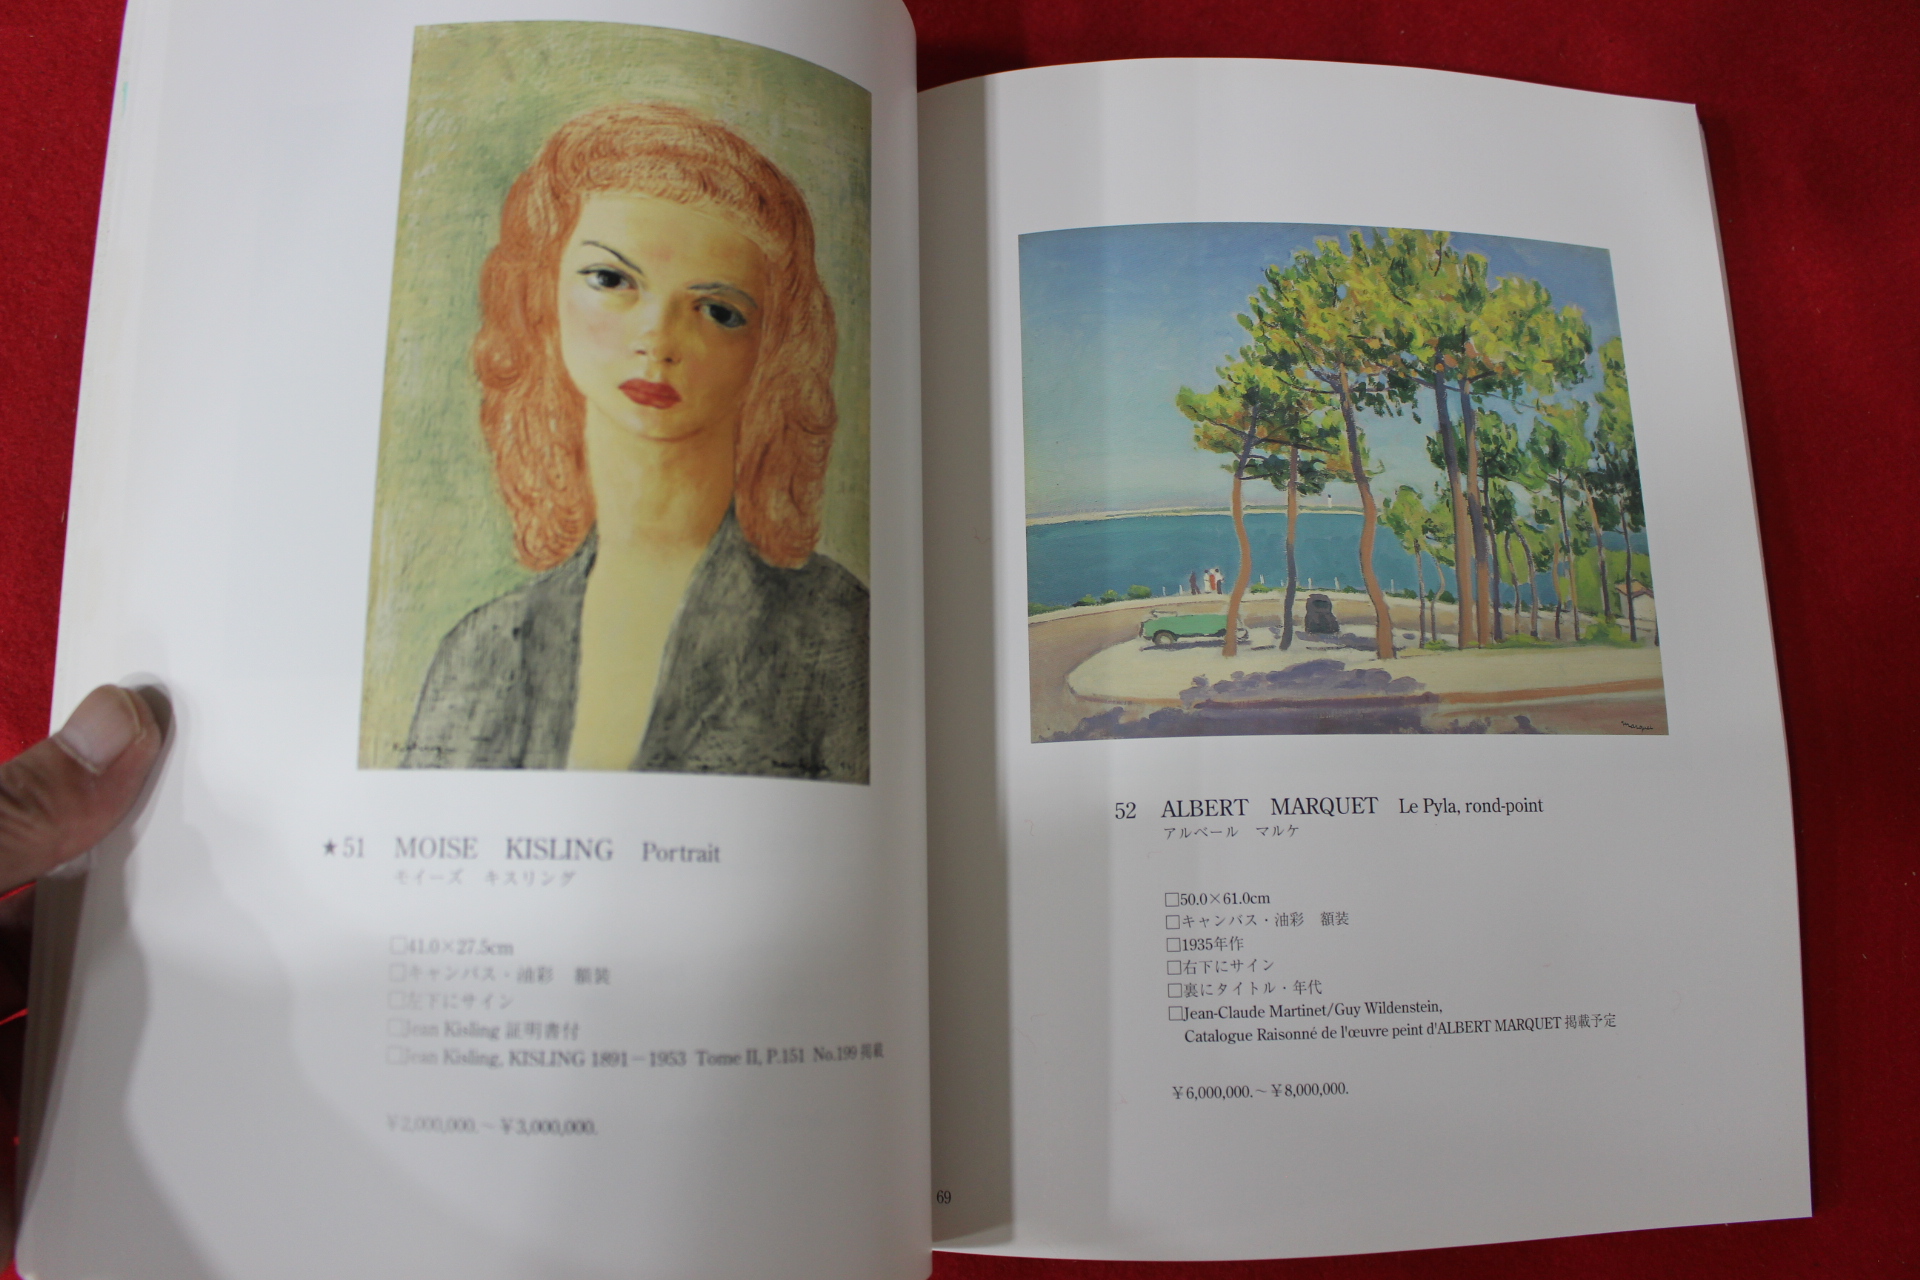 ★51 MOISE KISLING Portrait
モイーズ キスリング
□41.0×27.5cm
□キャンバス・油彩 額装
□左下にサイン
□Jean Kisling 証明書付
□Jean Kisling, KISLING 1891－1953 Tome II, P.151 No.199 掲載
￥2,000,000.～￥3,000,000.
69
52 ALBERT MARQUET Le Pyla, rond-point
アルベール マルケ
□50.0×61.0cm
□キャンバス・油彩 額装
□1935年作
□右下にサイン
□裏にタイトル・年代
□Jean-Claude Martinet/Guy Wildenstein,
Catalogue Raisonné de l'œuvre peint d'ALBERT MARQUET 掲載予定
￥6,000,000.～￥8,000,000.